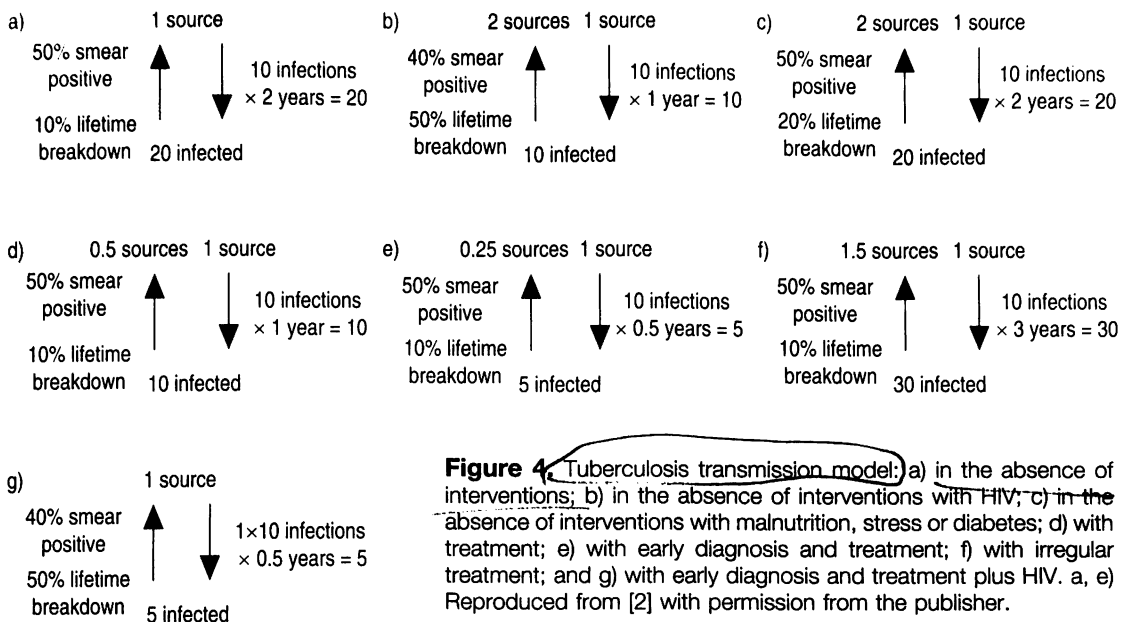 a)
1 source
50% smear
positive
10 infections
× 2 years = 20
10% lifetime
breakdown
20 infected
b)
2 sources 1 source
40% smear
positive
10 infections
× 1 year = 10
50% lifetime
breakdown
10 infected
c)
2 sources 1 source
50% smear
positive
10 infections
× 2 years = 20
20% lifetime
breakdown
20 infected
d)
0.5 sources 1 source
50% smear
positive
10 infections
× 1 year = 10
10% lifetime
breakdown
10 infected
e)
0.25 sources 1 source
50% smear
positive
10 infections
× 0.5 years = 5
10% lifetime
breakdown
5 infected
f)
1.5 sources 1 source
50% smear
positive
10 infections
× 3 years = 30
10% lifetime
breakdown
30 infected
g)
1 source
40% smear
positive
1×10 infections
× 0.5 years = 5
50% lifetime
breakdown
5 infected
Figure 4. Tuberculosis transmission model: a) in the absence of
interventions; b) in the absence of interventions with HIV; c) in the
absence of interventions with malnutrition, stress or diabetes; d) with
treatment; e) with early diagnosis and treatment; f) with irregular
treatment; and g) with early diagnosis and treatment plus HIV. a, e)
Reproduced from [2] with permission from the publisher.